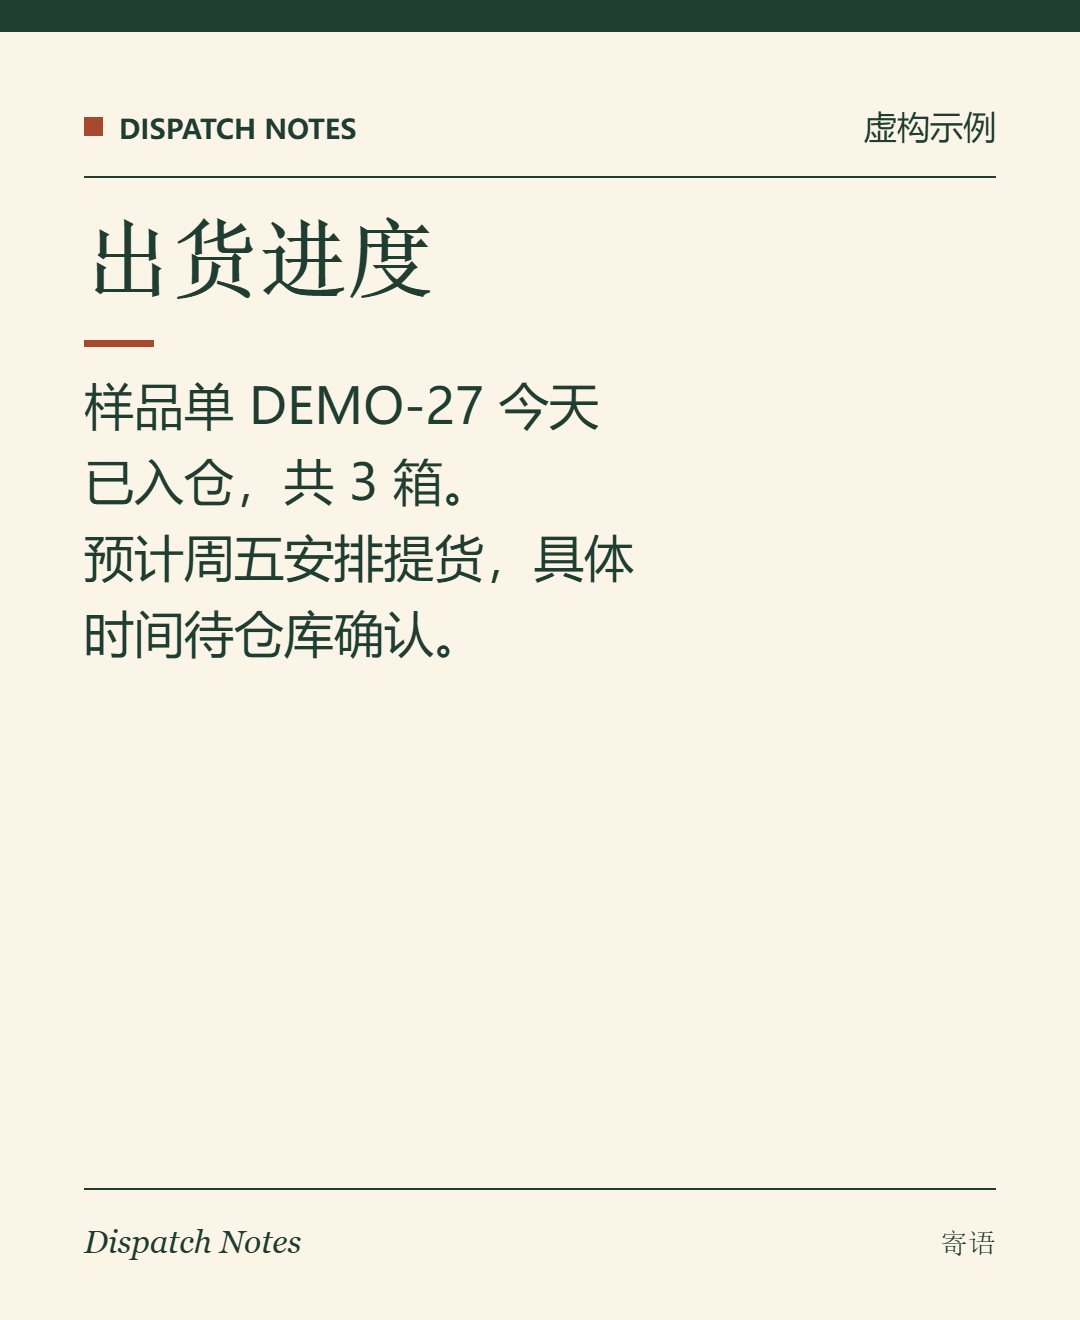 DISPATCH NOTES
虚构示例
出货进度
样品单 DEMO-27 今天
已入仓，共 3 箱。
预计周五安排提货，具体
时间待仓库确认。
Dispatch Notes
寄语